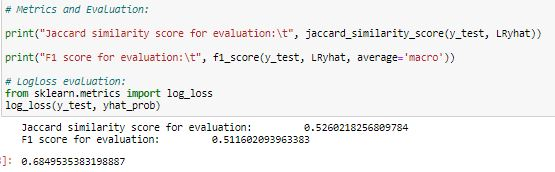 # Metrics and Evaluation:
print("Jaccard similarity score for evaluation:\t", jaccard_similarity_score(y_test, LRyhat))
print("F1 score for evaluation:\t", f1_score(y_test, LRyhat, average='macro'))
# LogLoss evaluation:
from sklearn.metrics import log_loss
log_loss(y_test, yhat_prob)
Jaccard similarity score for evaluation: 0.5260218256809784
F1 score for evaluation: 0.511602093963383
]: 0.6849535383198887